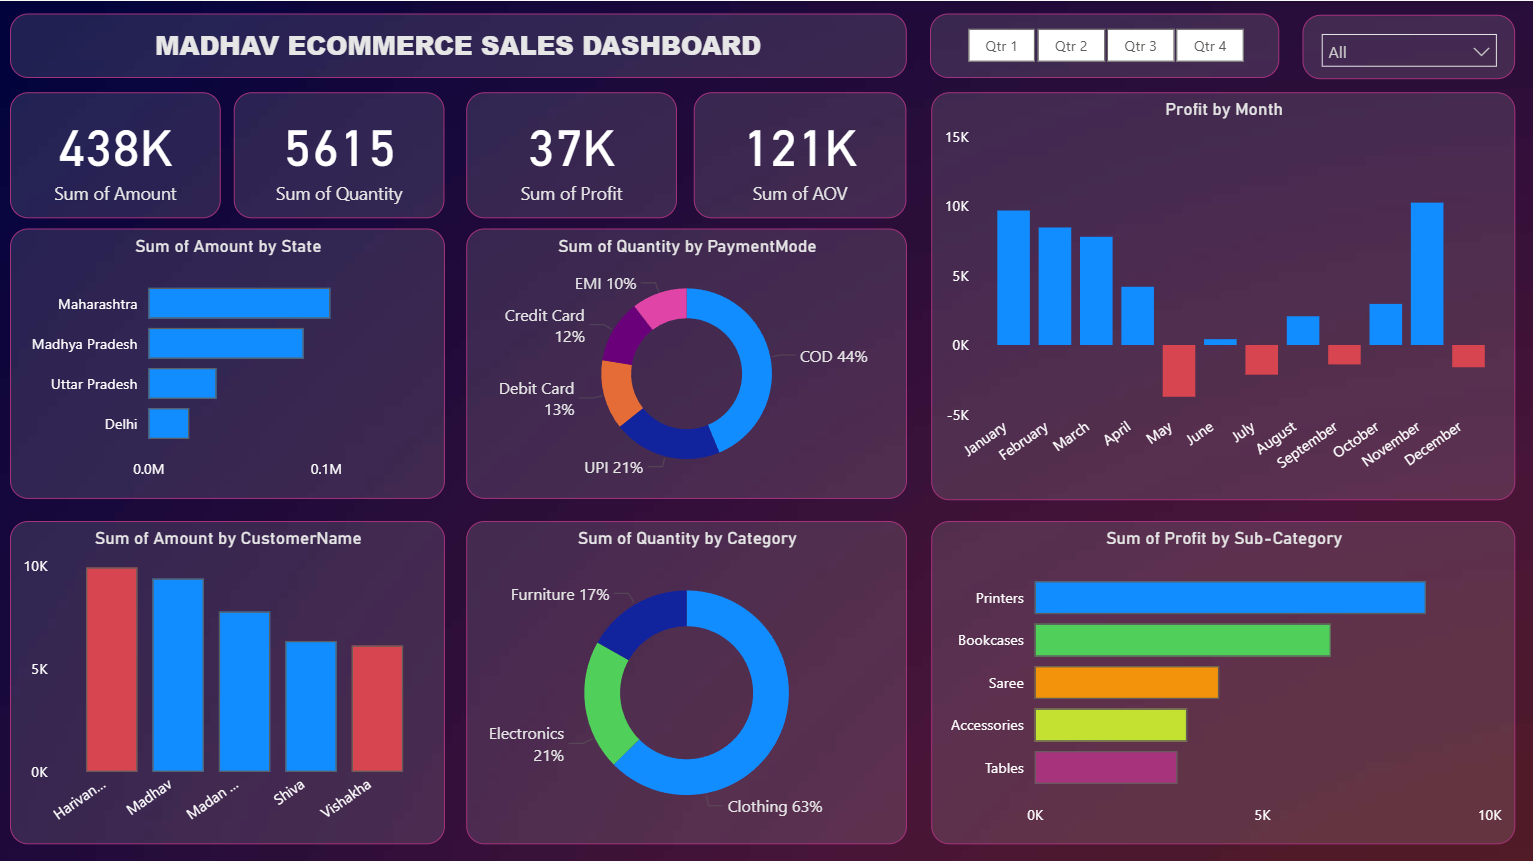 MADHAV ECOMMERCE SALES DASHBOARD
Qtr 1
Qtr 2
Qtr 3
Qtr 4
All
438K
Sum of Amount
5615
Sum of Quantity
37K
Sum of Profit
121K
Sum of AOV
Profit by Month
15K
10K
5K
0K
-5K
January
February
March
April
May
June
July
August
September
October
November
December
Sum of Amount by State
Maharashtra
Madhya Pradesh
Uttar Pradesh
Delhi
0.0M
0.1M
Sum of Quantity by PaymentMode
EMI 10%
Credit Card
12%
Debit Card
13%
UPI 21%
COD 44%
Sum of Amount by CustomerName
10K
5K
0K
Harivan...
Madhav
Madan ...
Shiva
Vishakha
Sum of Quantity by Category
Furniture 17%
Electronics
21%
Clothing 63%
Sum of Profit by Sub-Category
Printers
Bookcases
Saree
Accessories
Tables
0K
5K
10K